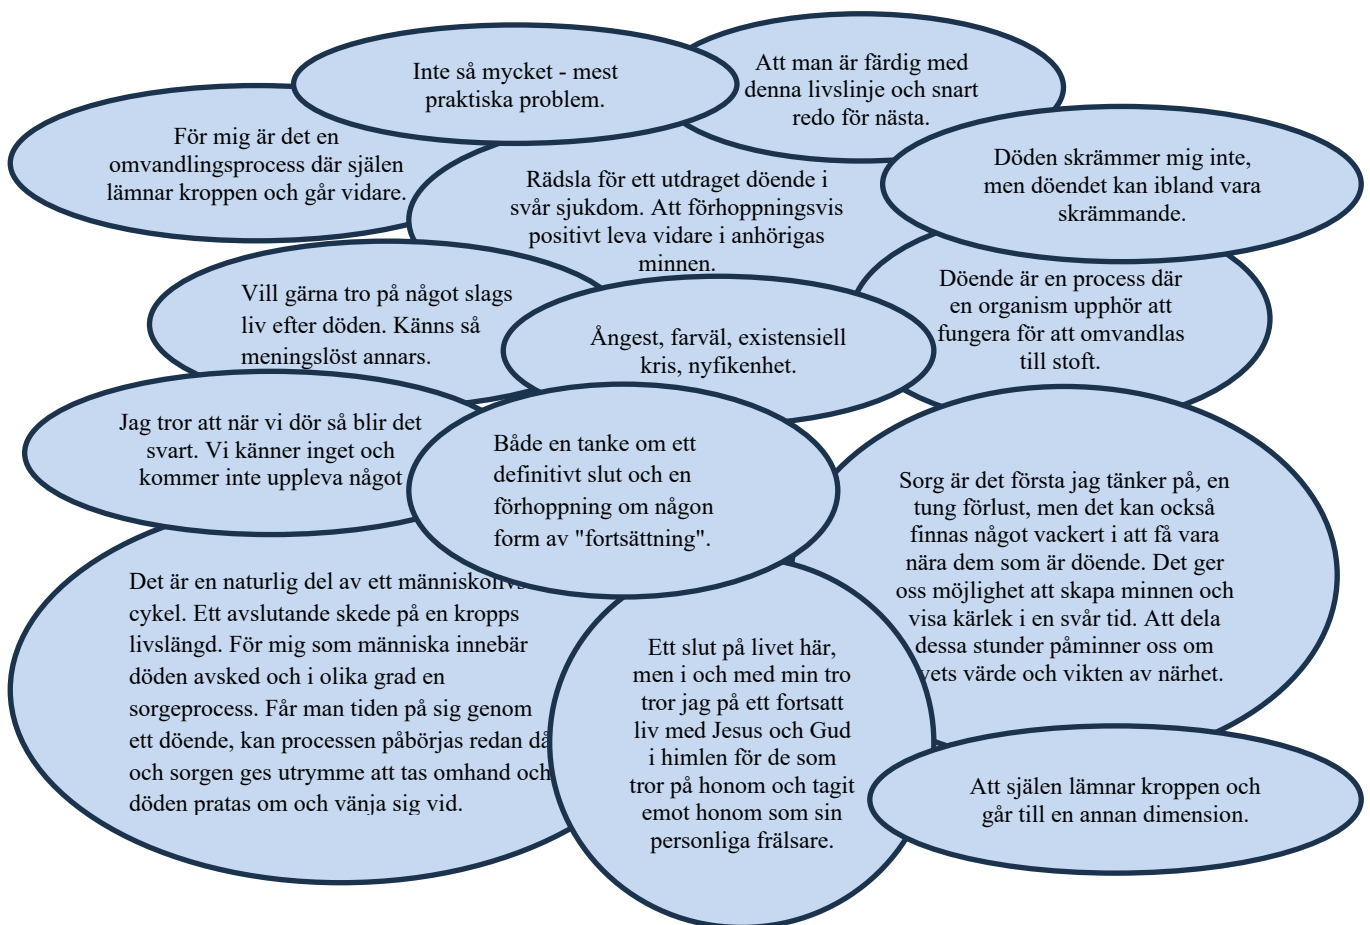 Inte så mycket - mest
praktiska problem.
Att man är färdig med
denna livslinje och snart
redo för nästa.
För mig är det en
omvandlingsprocess där själen
lämnar kroppen och går vidare.
Rädsla för ett utdraget döende i
svår sjukdom. Att förhoppningsvis
positivt leva vidare i anhörigas
minnen.
Döden skrämmer mig inte,
men döendet kan ibland vara
skrämmande.
Vill gärna tro på något slags
liv efter döden. Känns så
meningslöst annars.
Ångest, farväl, existensiell
kris, nyfikenhet.
Döende är en process där
en organism upphör att
fungera för att omvandlas
till stoft.
Jag tror att när vi dör så blir det
svart. Vi känner inget och
kommer inte uppleva något
Både en tanke om ett
definitivt slut och en
förhoppning om någon
form av "fortsättning".
Sorg är det första jag tänker på, en
tung förlust, men det kan också
finnas något vackert i att få vara
nära dem som är döende. Det ger
oss möjlighet att skapa minnen och
visa kärlek i en svår tid. Att dela
dessa stunder påminner oss om
värde och vikten av närhet.
Det är en naturlig del av ett människolivs
cykel. Ett avslutande skede på en kropps
livslängd. För mig som människa innebär
döden avsked och i olika grad en
sorgeprocess. Får man tiden på sig genom
ett döende, kan processen påbörjas redan då
och sorgen ges utrymme att tas omhand och
döden pratas om och vänja sig vid.
Ett slut på livet här,
men i och med min tro
tror jag på ett fortsatt
liv med Jesus och Gud
i himlen för de som
tror på honom och tagit
emot honom som sin
personliga frälsare.
Att själen lämnar kroppen och
går till en annan dimension.